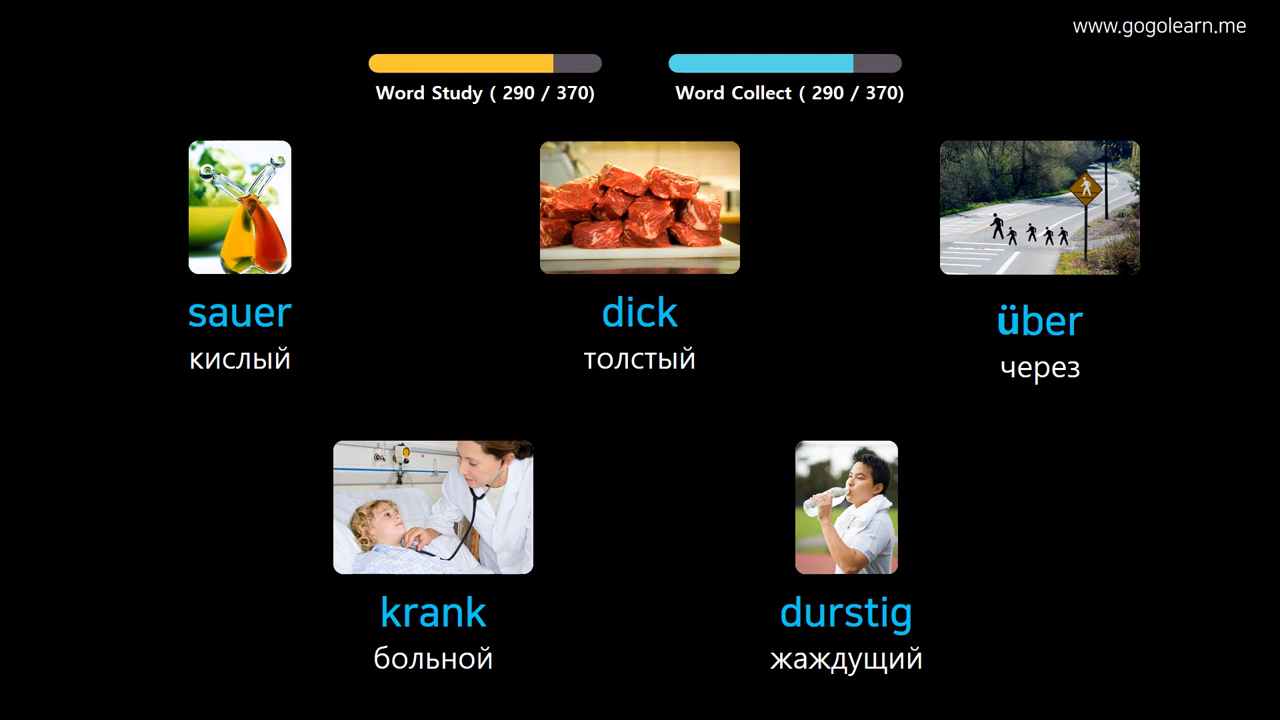 www.gogolearn.me
Word Study ( 290 / 370)
Word Collect ( 290 / 370)
sauer
кислый
dick
толстый
über
через
krank
больной
durstig
жаждущий